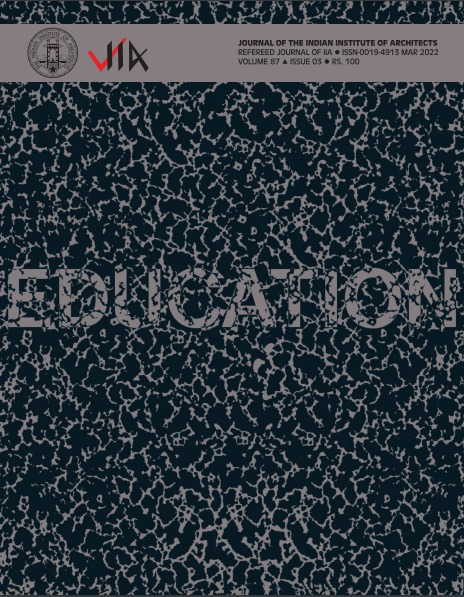 JIIA
JOURNAL OF THE INDIAN INSTITUTE OF ARCHITECTS
REFEREED JOURNAL OF IIA ● ISSN-0019-4913 MAR 2022
VOLUME 87 ▲ ISSUE 03 ● RS. 100
EDUCATION